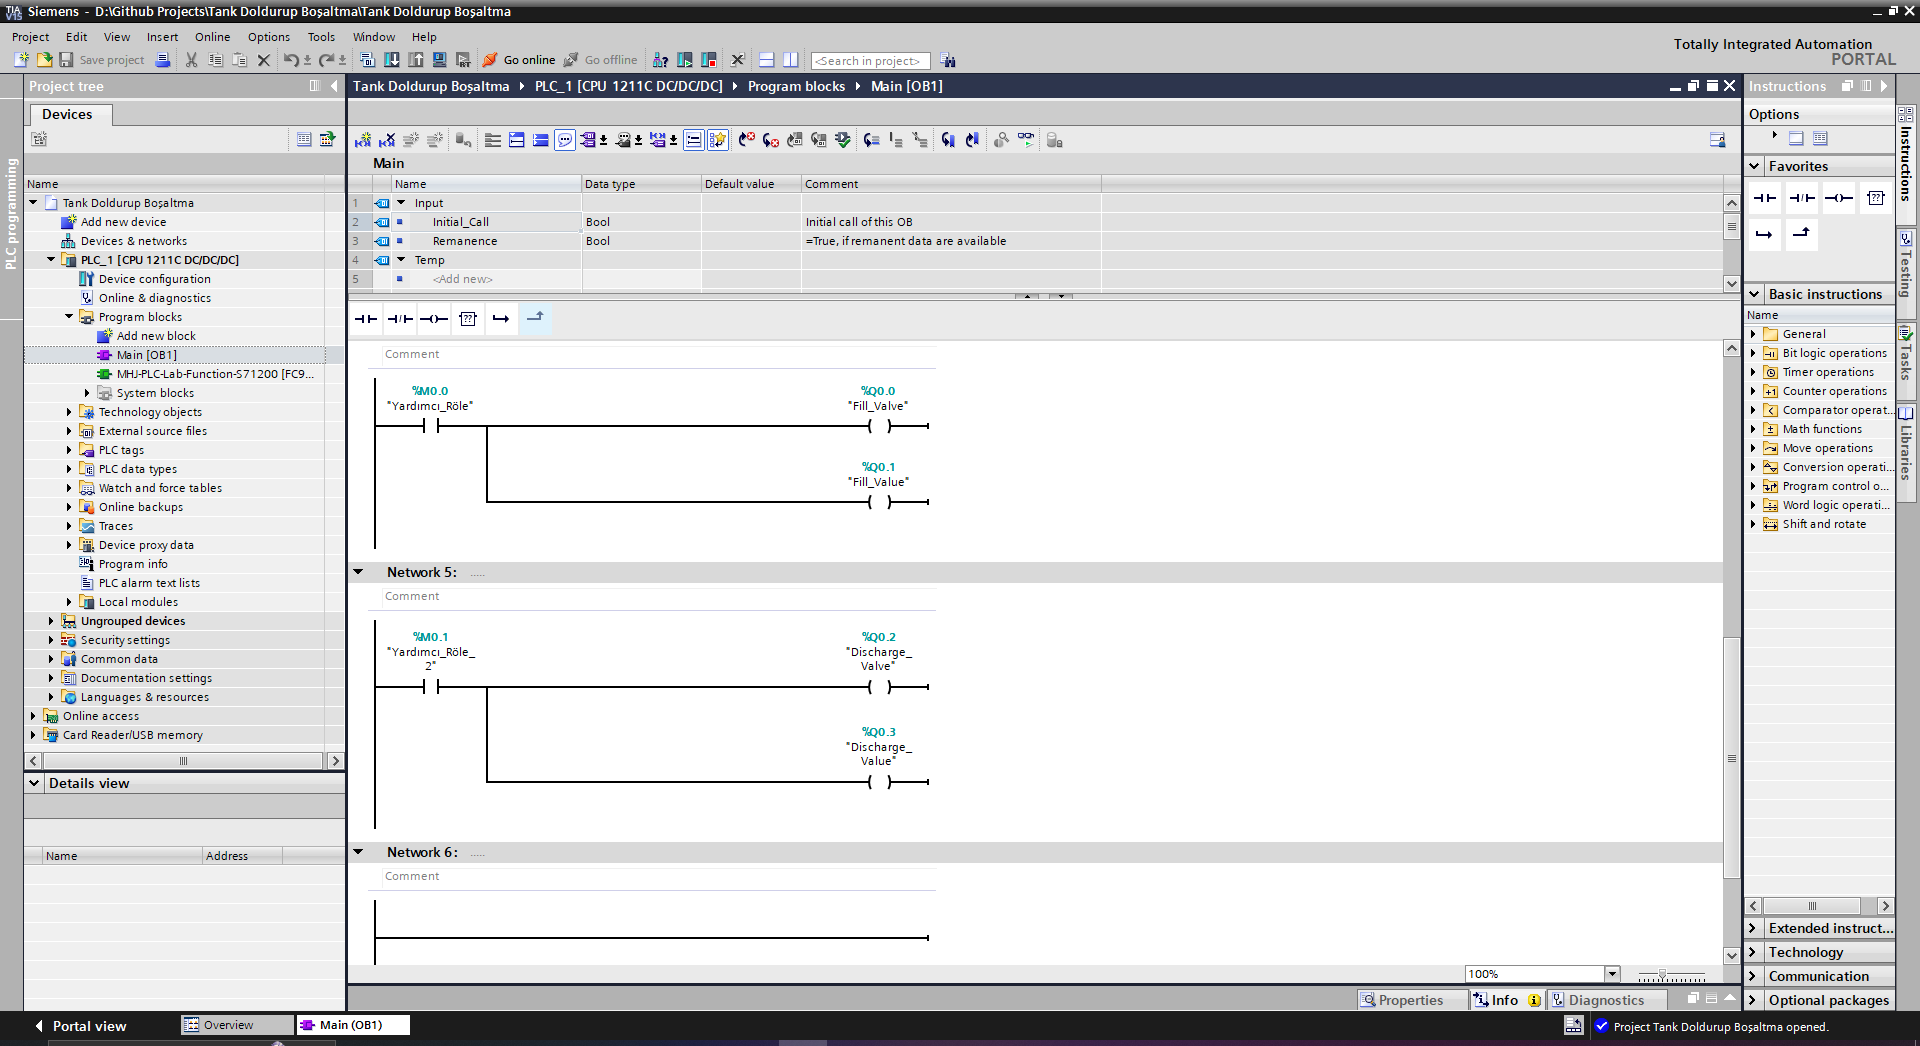 Siemens - D:\Github Projects\Tank Doldurup Boşaltma\Tank Doldurup Boşaltma
Project Edit View Insert Online Options Tools Window Help
Totally Integrated Automation
PORTAL
Save project
Go online
Go offline
<Search in project>
Project tree
Devices
PLC programming
Name
Tank Doldurup Boşaltma
Add new device
Devices & networks
PLC_1 [CPU 1211C DC/DC/DC]
Device configuration
Online & diagnostics
Program blocks
Add new block
Main [OB1]
MHJ-PLC-Lab-Function-S71200 [FC9...
System blocks
Technology objects
External source files
PLC tags
PLC data types
Watch and force tables
Online backups
Traces
Device proxy data
Program info
PLC alarm text lists
Local modules
Ungrouped devices
Security settings
Common data
Documentation settings
Languages & resources
Online access
Card Reader/USB memory
Details view
Name Address
Tank Doldurup Boşaltma PLC_1 [CPU 1211C DC/DC/DC] Program blocks Main [OB1]
Main
Name Data type Default value Comment
1 Input
2 Initial_Call Bool Initial call of this OB
3 Remanence Bool =True, if remanent data are available
4 Temp
5 <Add new>
??
Comment
%M0.0
"Yardımcı_Röle"
%Q0.0
"Fill_Valve"
%Q0.1
"Fill_Value"
Network 5: .....
Comment
%M0.1
"Yardımcı_Röle_
2"
%Q0.2
"Discharge_
Valve"
%Q0.3
"Discharge_
Value"
Network 6: .....
Comment
100%
Properties
Info
Diagnostics
Instructions
Options
Favorites
??
Basic instructions
Name
General
Bit logic operations
Timer operations
Counter operations
Comparator operat...
Math functions
Move operations
Conversion operati...
Program control o...
Word logic operati...
Shift and rotate
Extended instruct...
Technology
Communication
Optional packages
Instructions
Testing
Tasks
Libraries
Portal view
Overview
Main (OB1)
Project Tank Doldurup Boşaltma opened.